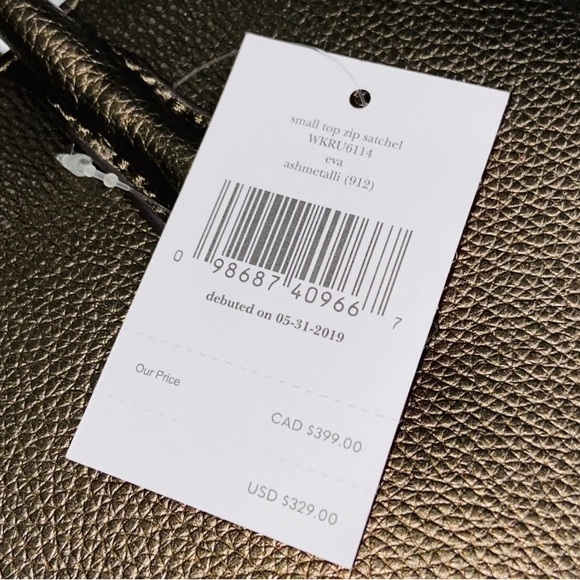 small top zip satchel
WKRU6114
eva
ashmetalli (912)
0 98687 40966 7
debuted on 05-31-2019
Our Price
CAD $399.00
USD $329.00